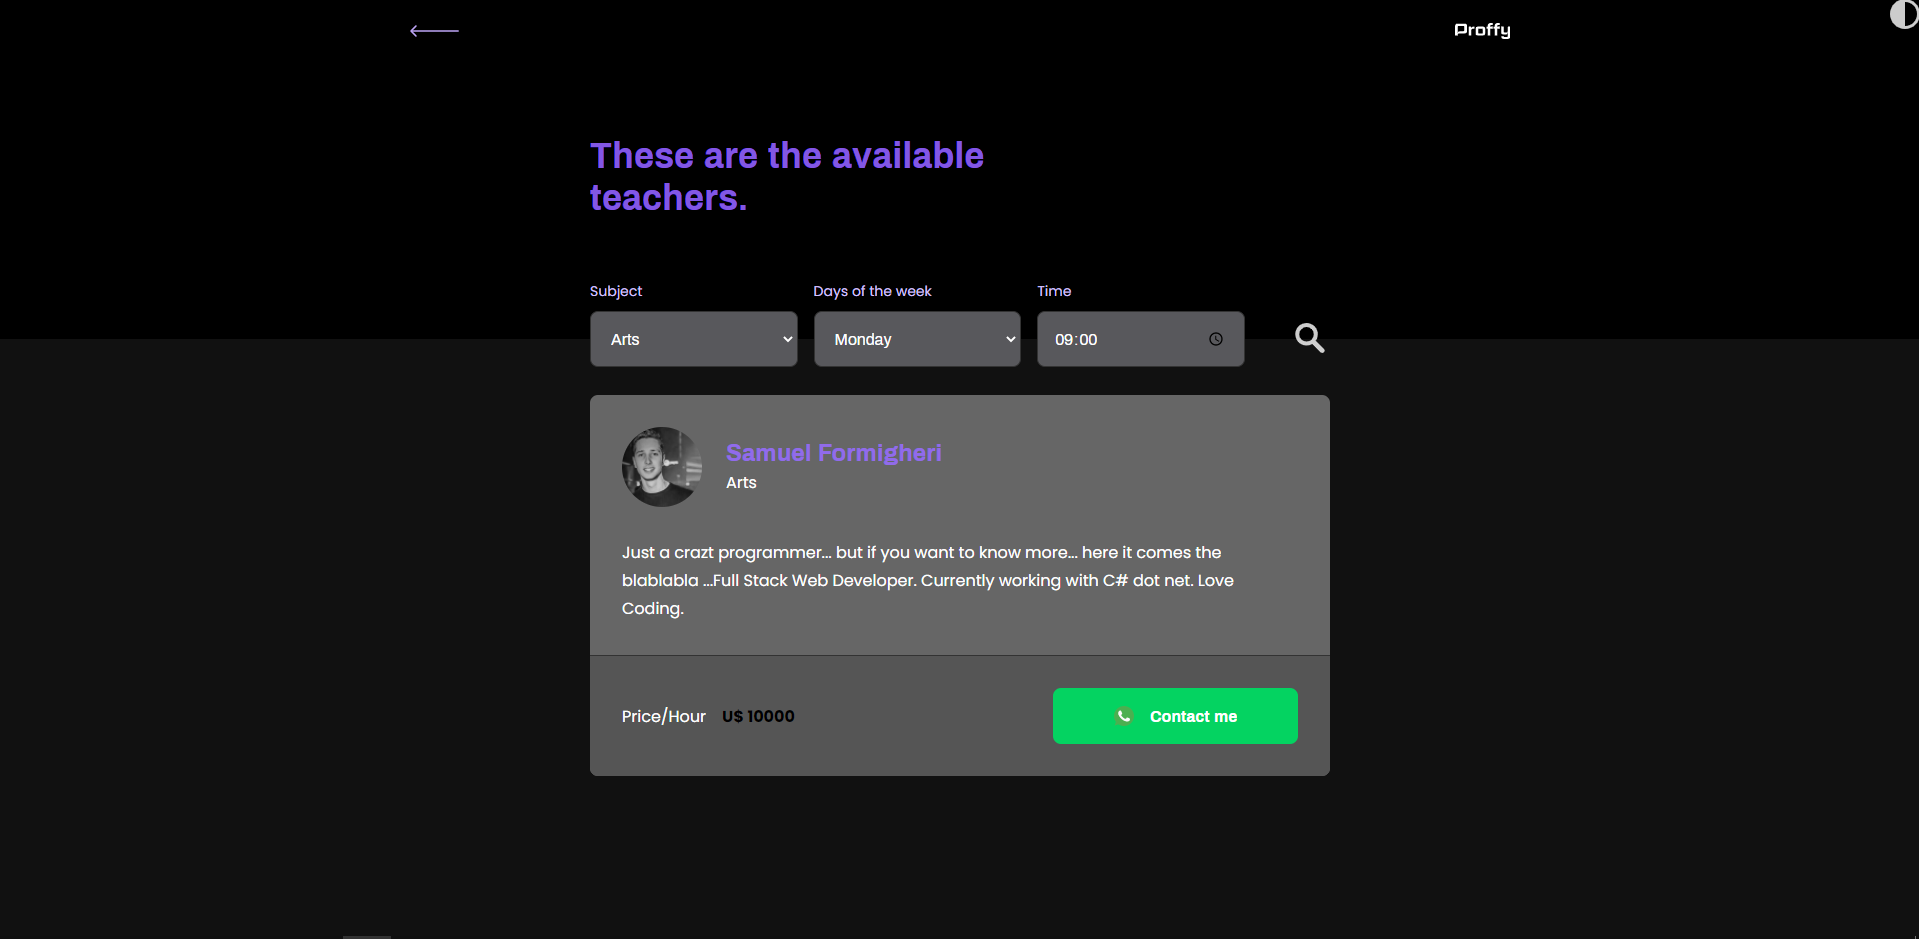 Proffy
These are the available
teachers.
Subject
Days of the week
Time
Arts
Monday
09:00
Samuel Formigheri
Arts
Just a crazt programmer... but if you want to know more... here it comes the
blablabla ...Full Stack Web Developer. Currently working with C# dot net. Love
Coding.
Price/Hour U$ 10000
Contact me